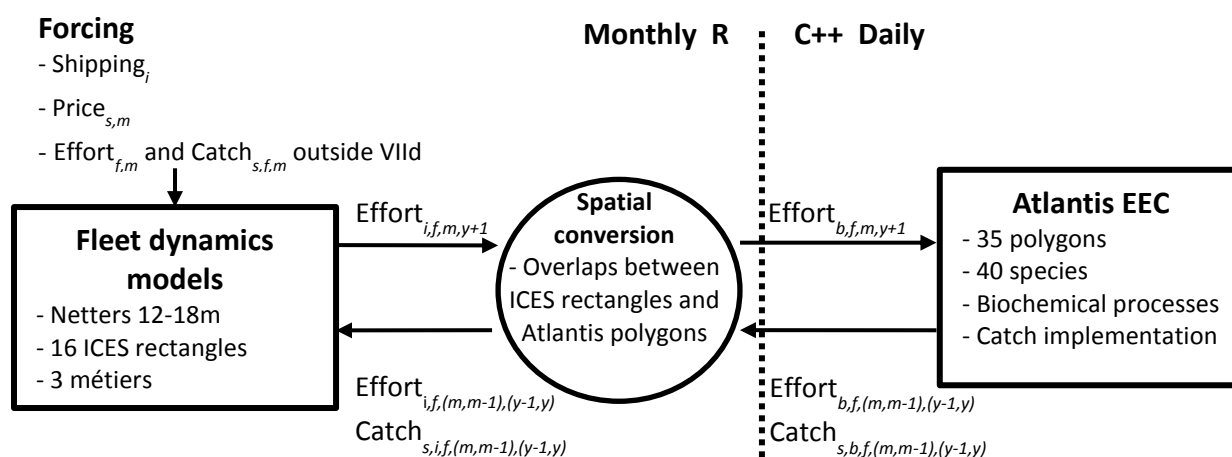 Forcing
- Shipping_i
- Price_s,m
- Effort_f,m and Catch_s,f,m outside VIId
Monthly R
C++ Daily
Fleet dynamics
models
- Netters 12-18m
- 16 ICES rectangles
- 3 métiers
Effort_i,f,m,y+1
Effort_i,f,(m,m-1),(y-1,y)
Catch_s,i,f,(m,m-1),(y-1,y)
Spatial
conversion
- Overlaps between
ICES rectangles and
Atlantis polygons
Effort_b,f,m,y+1
Effort_b,f,(m,m-1),(y-1,y)
Catch_s,b,f,(m,m-1),(y-1,y)
Atlantis EEC
- 35 polygons
- 40 species
- Biochemical processes
- Catch implementation